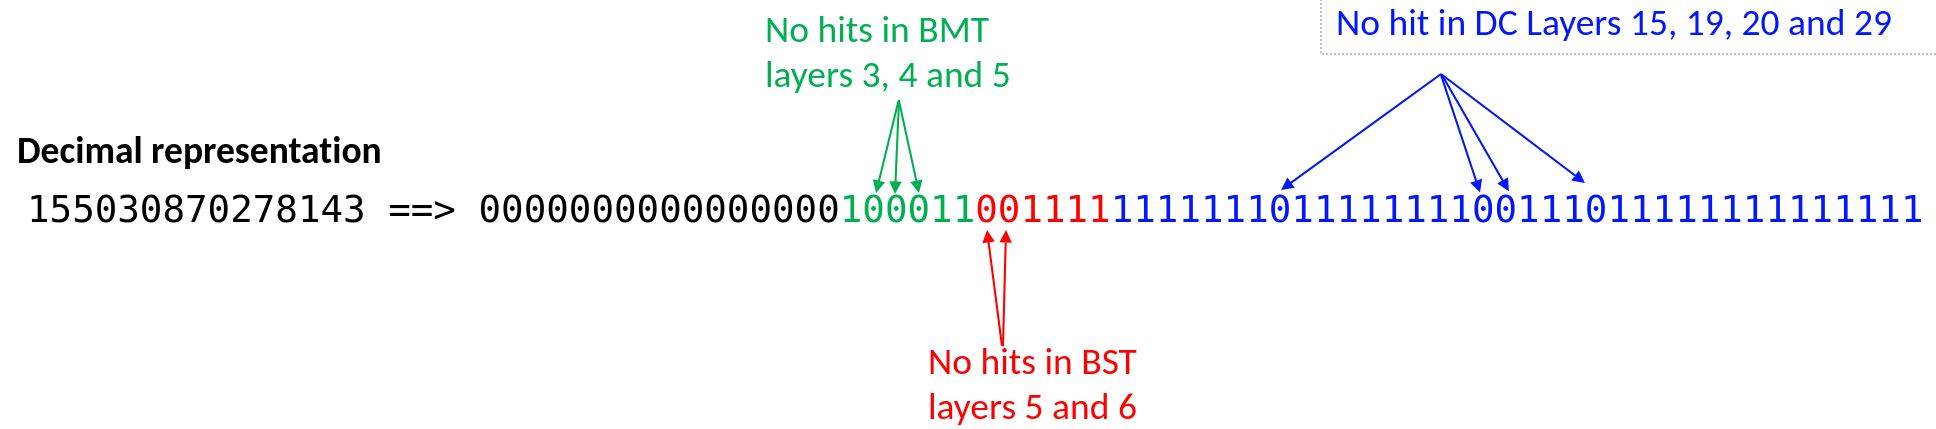 No hits in BMT
layers 3, 4 and 5
No hit in DC Layers 15, 19, 20 and 29
Decimal representation
155030870278143 ==> 0000000000000000100011001111111111101111111100111011111111111111
No hits in BST
layers 5 and 6